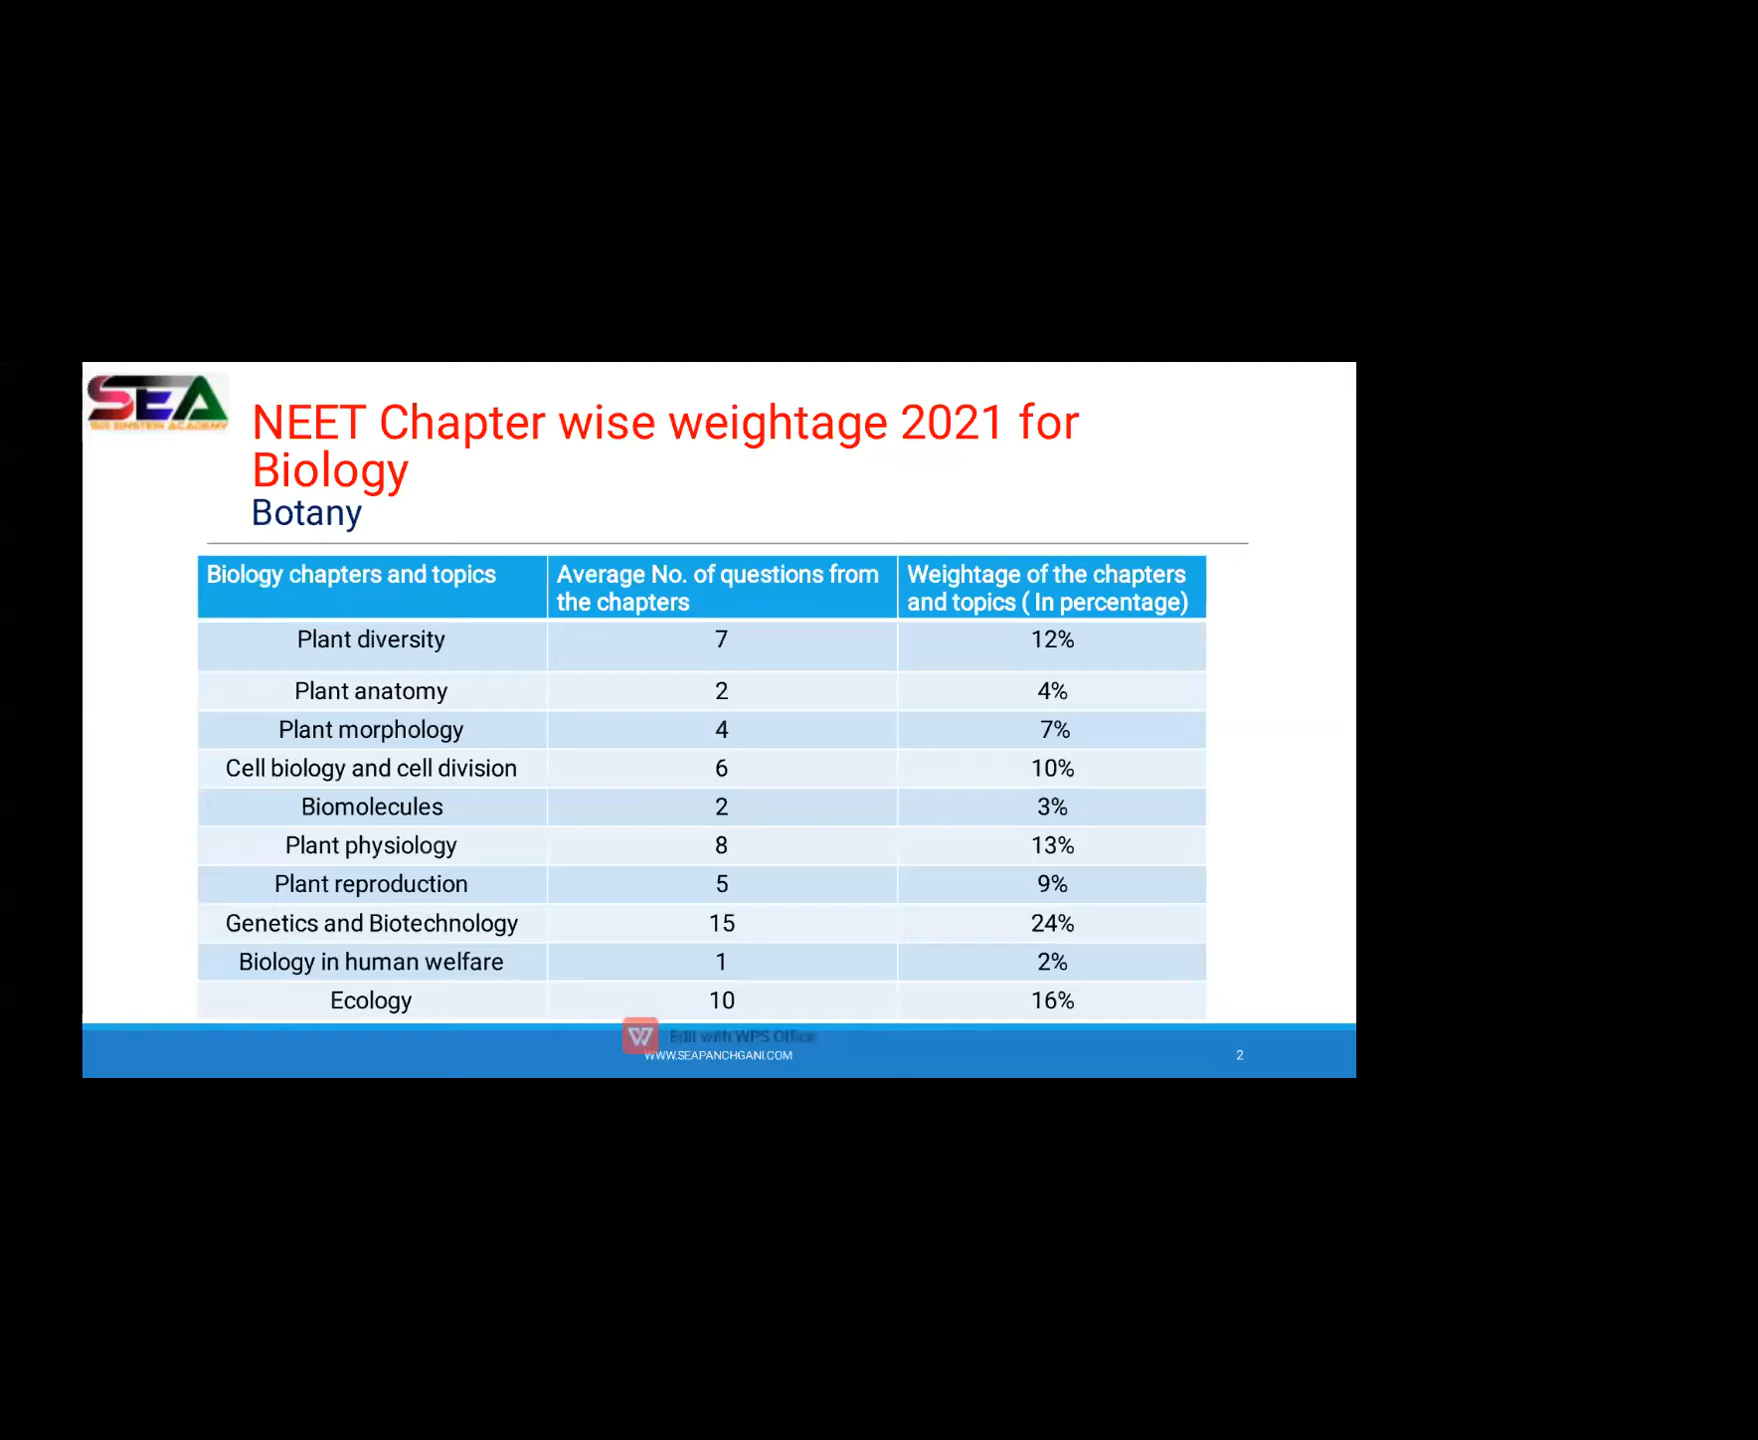 SEA
SIR EINSTEIN ACADEMY
NEET Chapter wise weightage 2021 for
Biology
Botany
Biology chapters and topics
Average No. of questions from
the chapters
Weightage of the chapters
and topics ( In percentage)
Plant diversity 7 12%
Plant anatomy 2 4%
Plant morphology 4 7%
Cell biology and cell division 6 10%
Biomolecules 2 3%
Plant physiology 8 13%
Plant reproduction 5 9%
Genetics and Biotechnology 15 24%
Biology in human welfare 1 2%
Ecology 10 16%
Edit with WPS Office
WWW.SEAPANCHGANI.COM
2